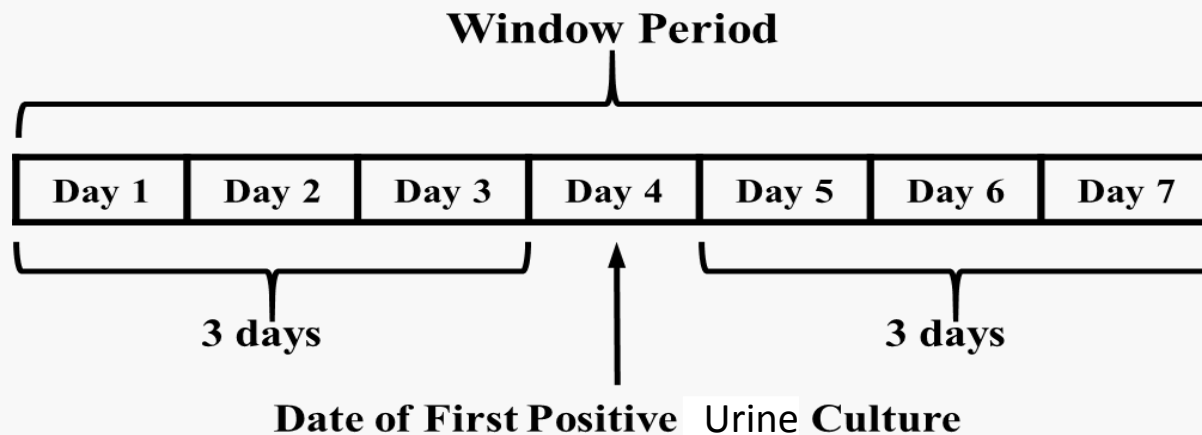 Window Period
Day 1 Day 2 Day 3 Day 4 Day 5 Day 6 Day 7
3 days 3 days
Date of First Positive Urine Culture